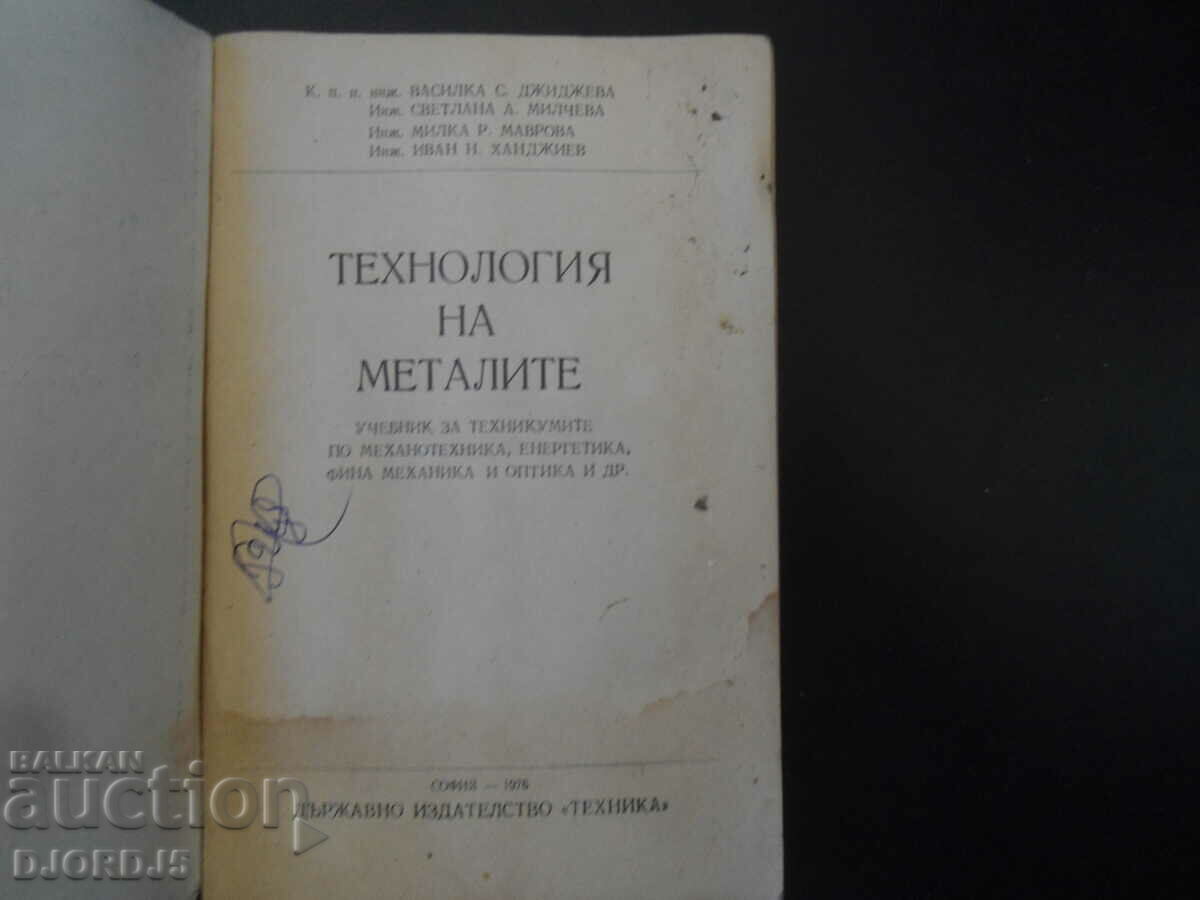 К. п. н. инж. ВАСИЛКА С. ДЖИДЖЕВА
Инж. СВЕТЛАНА А. МИЛЧЕВА
Инж. МИЛКА Р. МАВРОВА
Инж. ИВАН Н. ХАНДЖИЕВ
ТЕХНОЛОГИЯ
НА
МЕТАЛИТЕ
УЧЕБНИК ЗА ТЕХНИКУМИТЕ
ПО МЕХАНОТЕХНИКА, ЕНЕРГЕТИКА,
ФИНА МЕХАНИКА И ОПТИКА И ДР.
СОФИЯ — 1976
ДЪРЖАВНО ИЗДАТЕЛСТВО «ТЕХНИКА»
BALKAN
auction
DJORDJ5